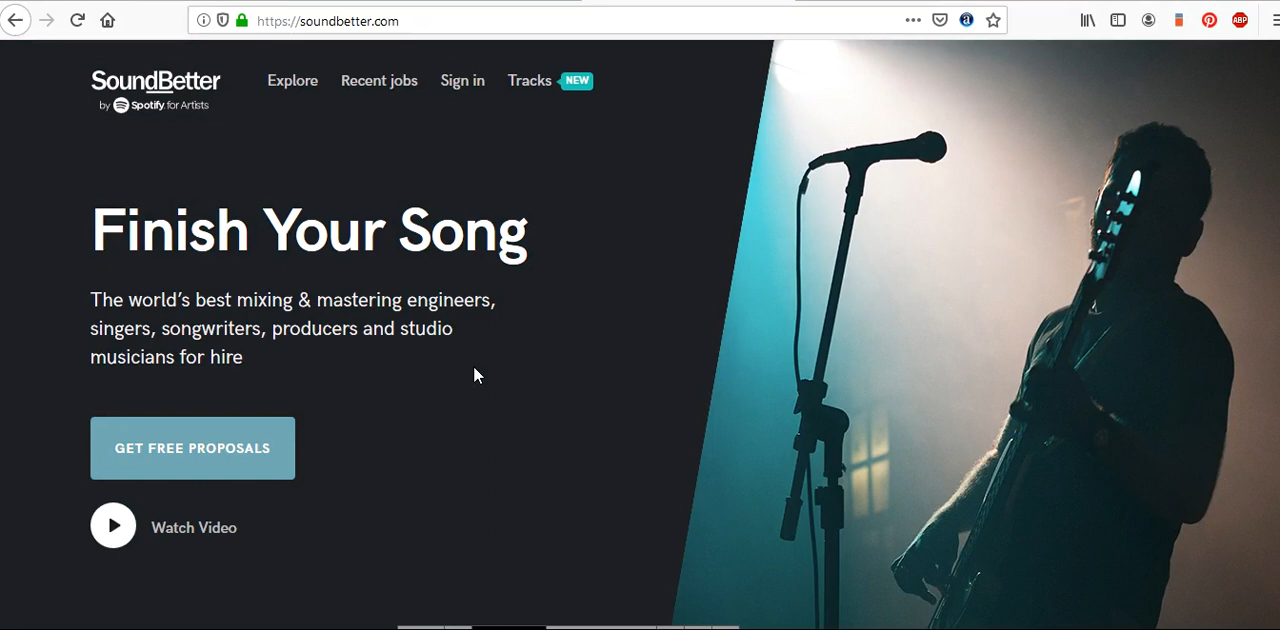 https://soundbetter.com
ABP
SoundBetter
by Spotify for Artists
Explore
Recent jobs
Sign in
Tracks
NEW
Finish Your Song
The world's best mixing & mastering engineers,
singers, songwriters, producers and studio
musicians for hire
GET FREE PROPOSALS
Watch Video